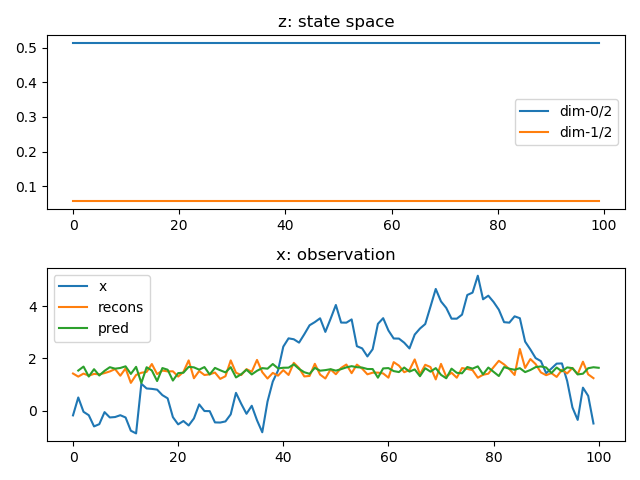 z: state space
0.5
0.4
0.3
0.2
0.1
dim-0/2
dim-1/2
0 20 40 60 80 100
x: observation
4
2
0
x
recons
pred
0 20 40 60 80 100